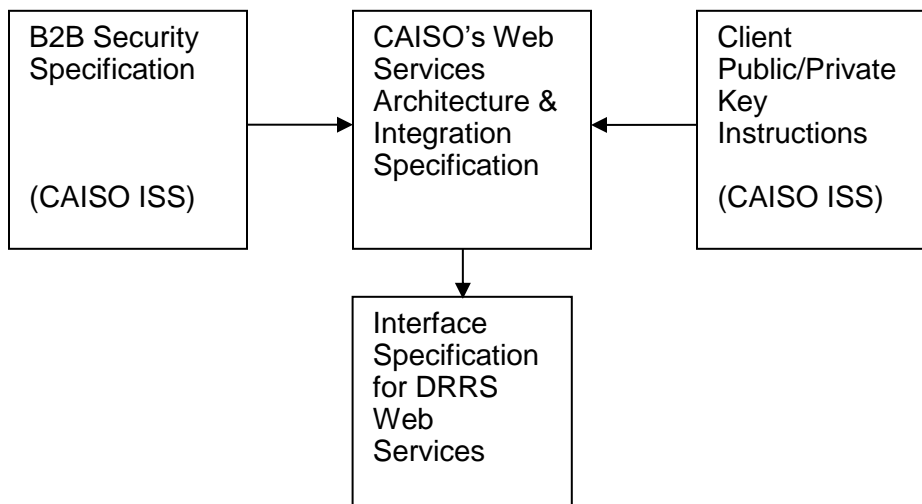 B2B Security
Specification
(CAISO ISS)
CAISO’s Web
Services
Architecture &
Integration
Specification
Client
Public/Private
Key
Instructions
(CAISO ISS)
Interface
Specification
for DRRS
Web
Services